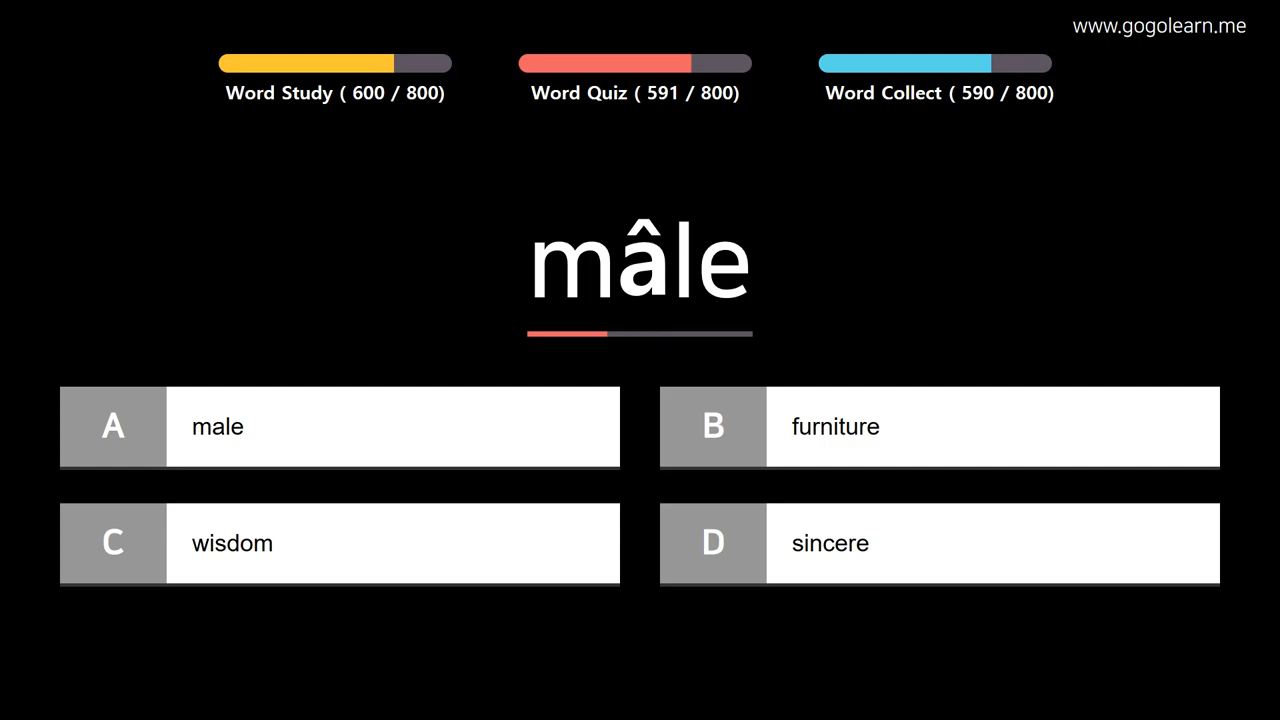 www.gogolearn.me
Word Study ( 600 / 800)
Word Quiz ( 591 / 800)
Word Collect ( 590 / 800)
mâle
A male
B furniture
C wisdom
D sincere